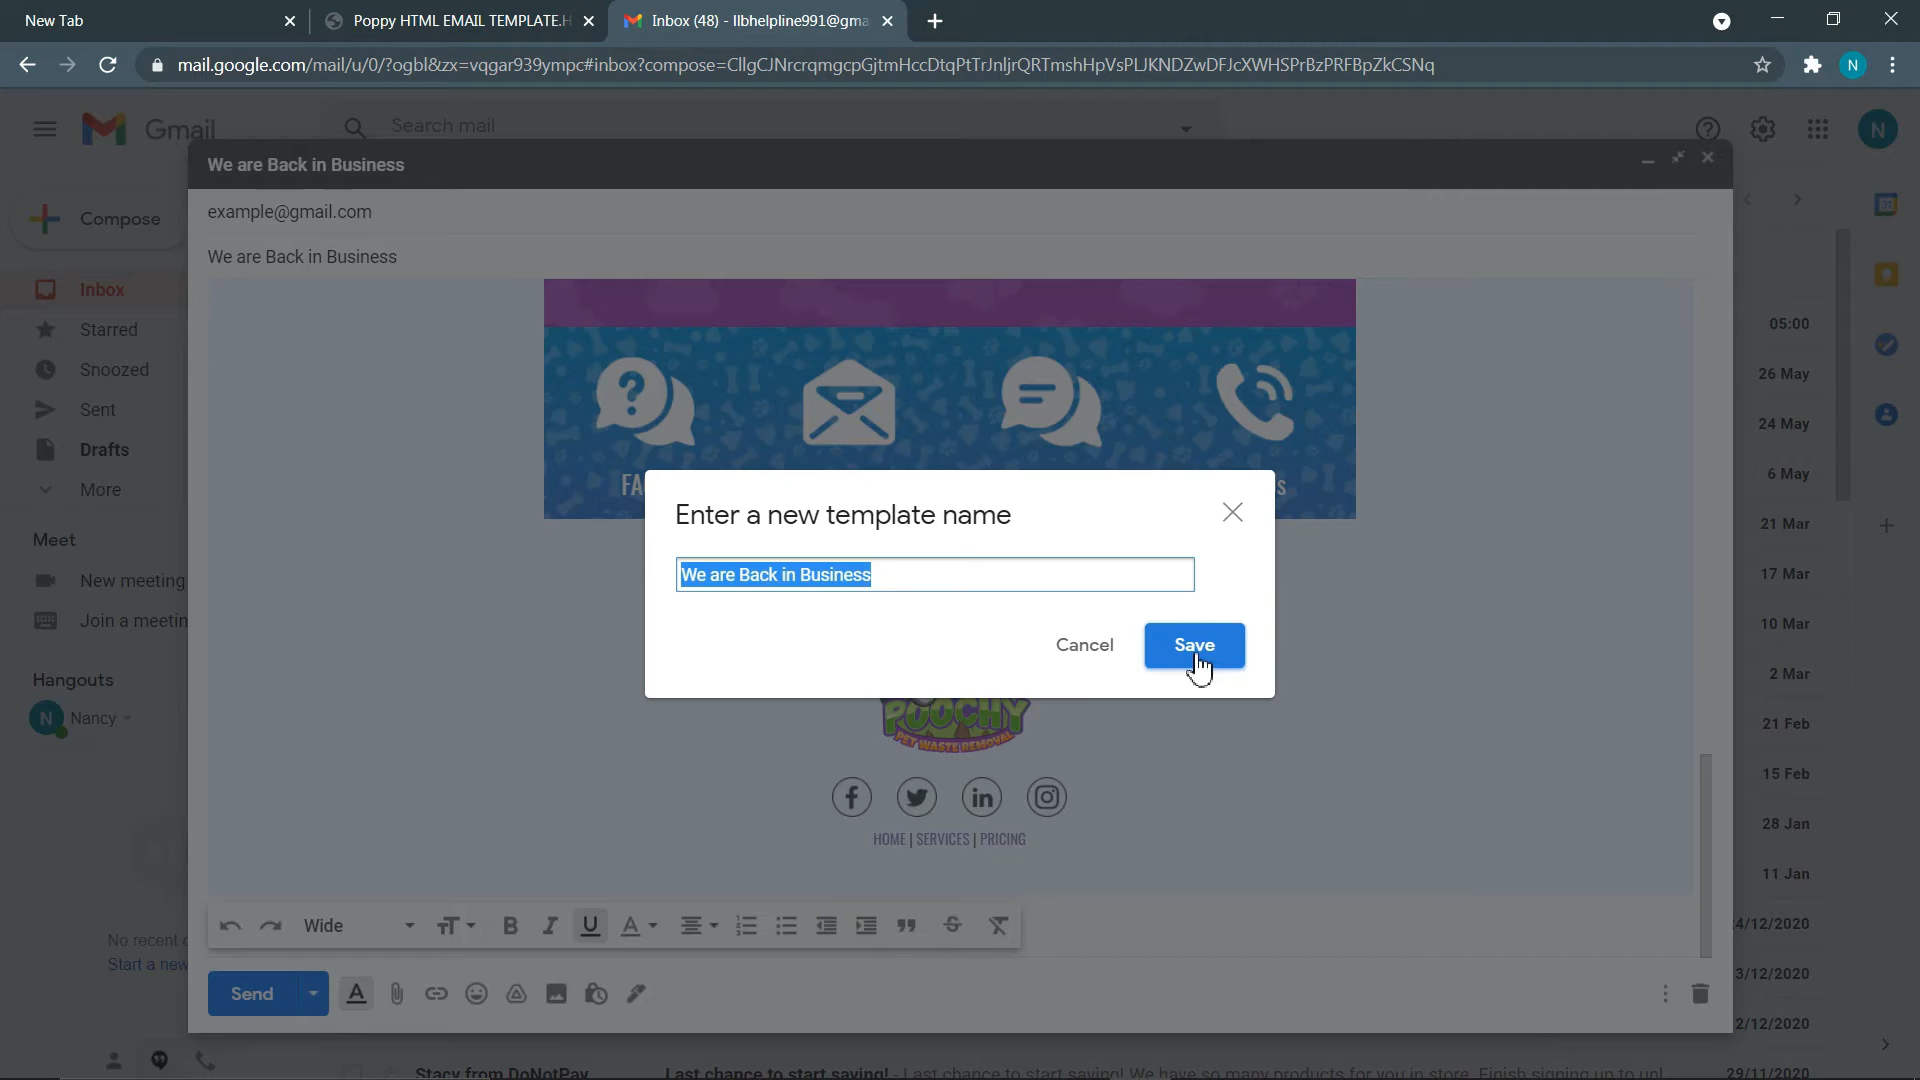 New Tab
Poppy HTML EMAIL TEMPLATE.H
Inbox (48) - llbhelpline991@gma
mail.google.com/mail/u/0/?ogbl&zx=vqgar939ympc#inbox?compose=CllgCJNrcrqmgcpGjtmHccDtqPtTrJnljrQRTmshHpVsPLJKNDZwDFJcXWHSPrBzPRFBpZkCSNq
N
Gmail
Search mail
N
We are Back in Business
example@gmail.com
We are Back in Business
Compose
Inbox
Starred
Snoozed
Sent
Drafts
More
Meet
New meeting
Join a meetin
Hangouts
N Nancy
No recent
Start a new
FA
s
Enter a new template name
We are Back in Business
Cancel
Save
POOCHY
PET WASTE REMOVAL
HOME | SERVICES | PRICING
Wide
Send
05:00
26 May
24 May
6 May
21 Mar
17 Mar
10 Mar
2 Mar
21 Feb
15 Feb
28 Jan
11 Jan
4/12/2020
3/12/2020
2/12/2020
Stacy from DoNotPay
Last chance to start saving! - Last chance to start saving! We have so many products for you in store. Finish signing up to unl
29/11/2020